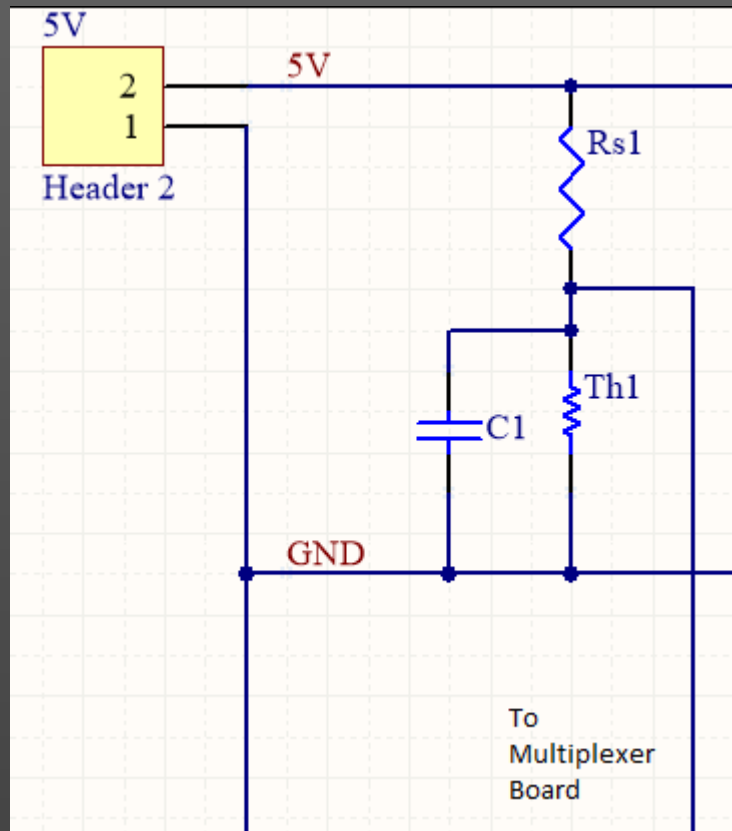 5V
5V
2
1
Header 2
Rs1
Th1
C1
GND
To
Multiplexer
Board